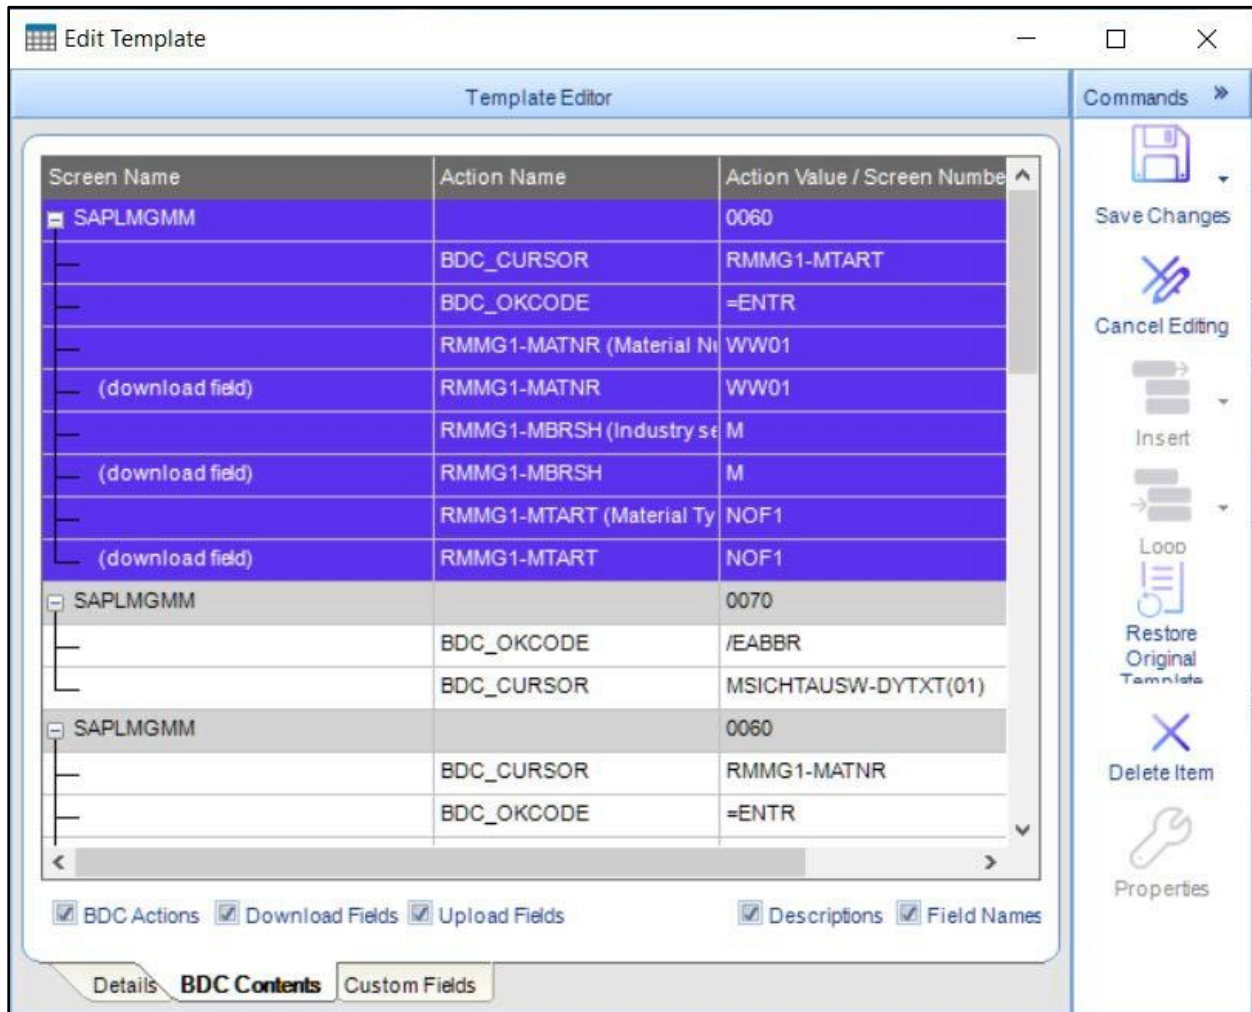 Edit Template
Template Editor
Commands »
Screen Name Action Name Action Value / Screen Numbe
SAPLMGMM 0060
BDC_CURSOR RMMG1-MTART
BDC_OKCODE =ENTR
RMMG1-MATNR (Material Nu WW01
(download field) RMMG1-MATNR WW01
RMMG1-MBRSH (Industry se M
(download field) RMMG1-MBRSH M
RMMG1-MTART (Material Ty NOF1
(download field) RMMG1-MTART NOF1
SAPLMGMM 0070
BDC_OKCODE /EABBR
BDC_CURSOR MSICHTAUSW-DYTXT(01)
SAPLMGMM 0060
BDC_CURSOR RMMG1-MATNR
BDC_OKCODE =ENTR
BDC Actions Download Fields Upload Fields Descriptions Field Names
Details BDC Contents Custom Fields
Save Changes
Cancel Editing
Insert
Loop
Restore
Original
Template
Delete Item
Properties